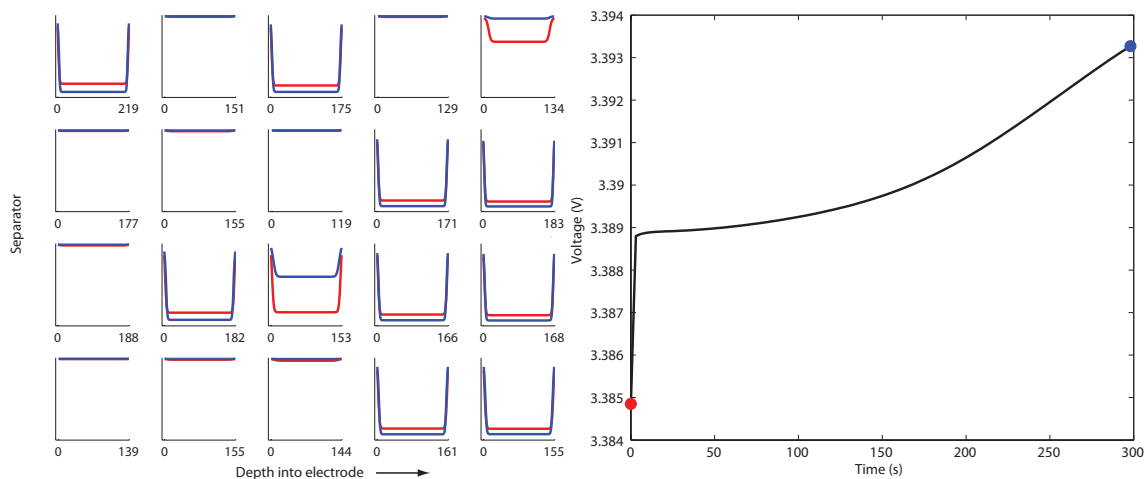 0 219 0 151 0 175 0 129 0 134
0 177 0 155 0 119 0 171 0 183
0 188 0 182 0 153 0 166 0 168
0 139 0 155 0 144 0 161 0 155
Separator
Depth into electrode
3.394
3.393
3.392
3.391
3.39
3.389
3.388
3.387
3.386
3.385
3.384
Voltage (V)
0 50 100 150 200 250 300
Time (s)